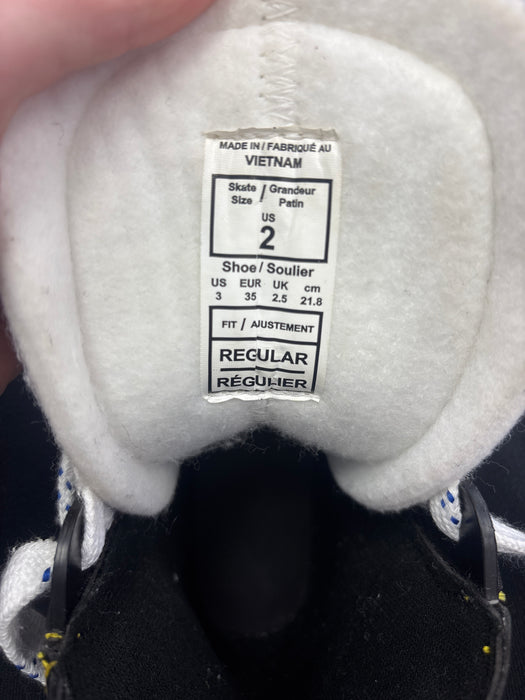 MADE IN / FABRIQUÉ AU
VIETNAM
Skate / Grandeur
Size Patin
US
2
Shoe / Soulier
US EUR UK cm
3 35 2.5 21.8
FIT / AJUSTEMENT
REGULAR
RÉGULIER